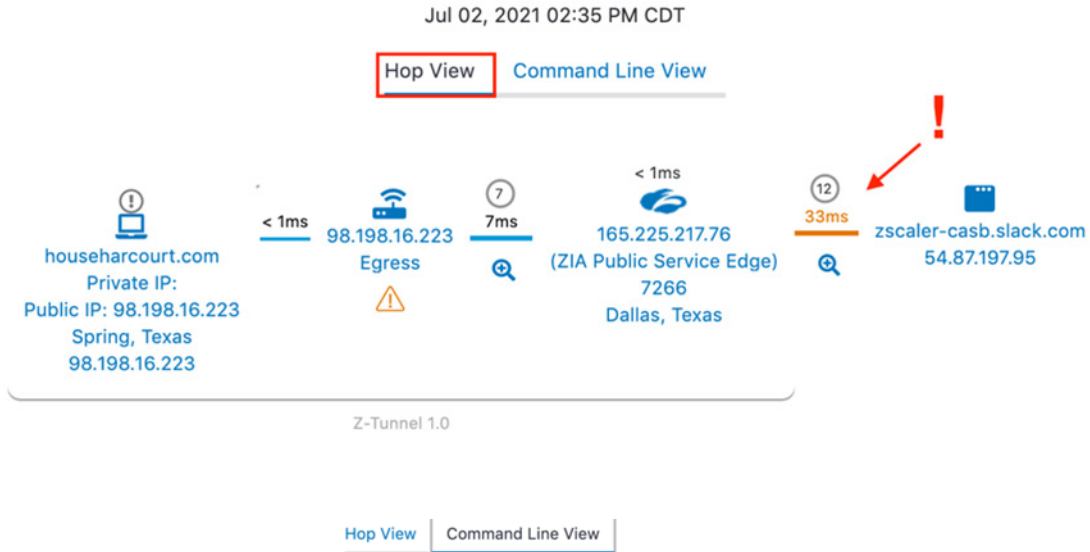 Jul 02, 2021 02:35 PM CDT
Hop View
Command Line View
!
!
househarcourt.com
Private IP:
Public IP: 98.198.16.223
Spring, Texas
98.198.16.223
< 1ms
98.198.16.223
Egress
!
7
7ms
< 1ms
165.225.217.76
(ZIA Public Service Edge)
7266
Dallas, Texas
12
33ms
zscaler-casb.slack.com
54.87.197.95
Z-Tunnel 1.0
Hop View
Command Line View